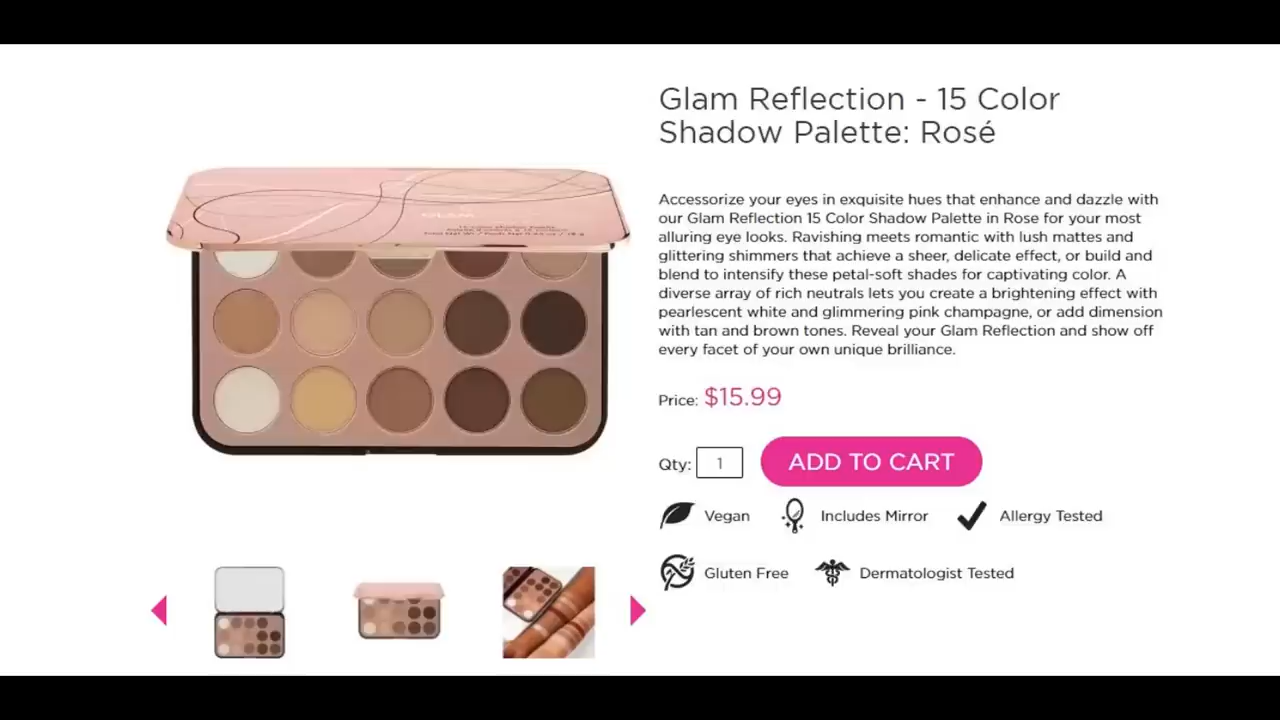 Glam Reflection - 15 Color
Shadow Palette: Rosé
Accessorize your eyes in exquisite hues that enhance and dazzle with
our Glam Reflection 15 Color Shadow Palette in Rose for your most
alluring eye looks. Ravishing meets romantic with lush mattes and
glittering shimmers that achieve a sheer, delicate effect, or build and
blend to intensify these petal-soft shades for captivating color. A
diverse array of rich neutrals lets you create a brightening effect with
pearlescent white and glimmering pink champagne, or add dimension
with tan and brown tones. Reveal your Glam Reflection and show off
every facet of your own unique brilliance.
GLAM
Price: $15.99
Qty: 1 ADD TO CART
Vegan Includes Mirror Allergy Tested
Gluten Free Dermatologist Tested